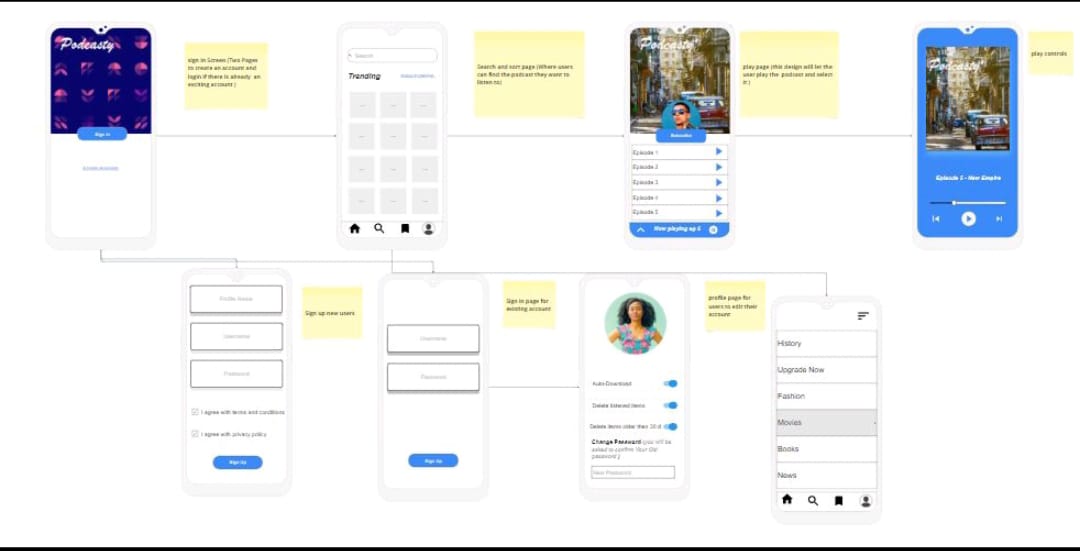 Podcasty
Sign In
sign in Screen (Two Pages
to create an account and
login if there is already an
exciting account )
Search
Trending
...
...
...
...
...
...
...
...
...
...
...
...
Search and sort page (Where users
can find the podcast they want to
listen to)
Podcasty
Subscribe
Episode 1
Episode 2
Episode 3
Episode 4
Episode 5
Now playing ep 5
play page (this design will let the
user play the podcast and select
it )
Podcasty
Episode 5 - New Empire
play controls
Profile Name
Username
Password
I agree with terms and conditions
I agree with privacy policy
Sign Up
Sign up new users
Username
Password
Sign Up
Sign in page for
existing account
Auto-Download
Delete listened items
Delete items older then 30 d
Change Password (you will be
asked to confirm Your Old
password )
New Password
profile page for
users to edit their
account
History
Upgrade Now
Fashion
Movies
Books
News